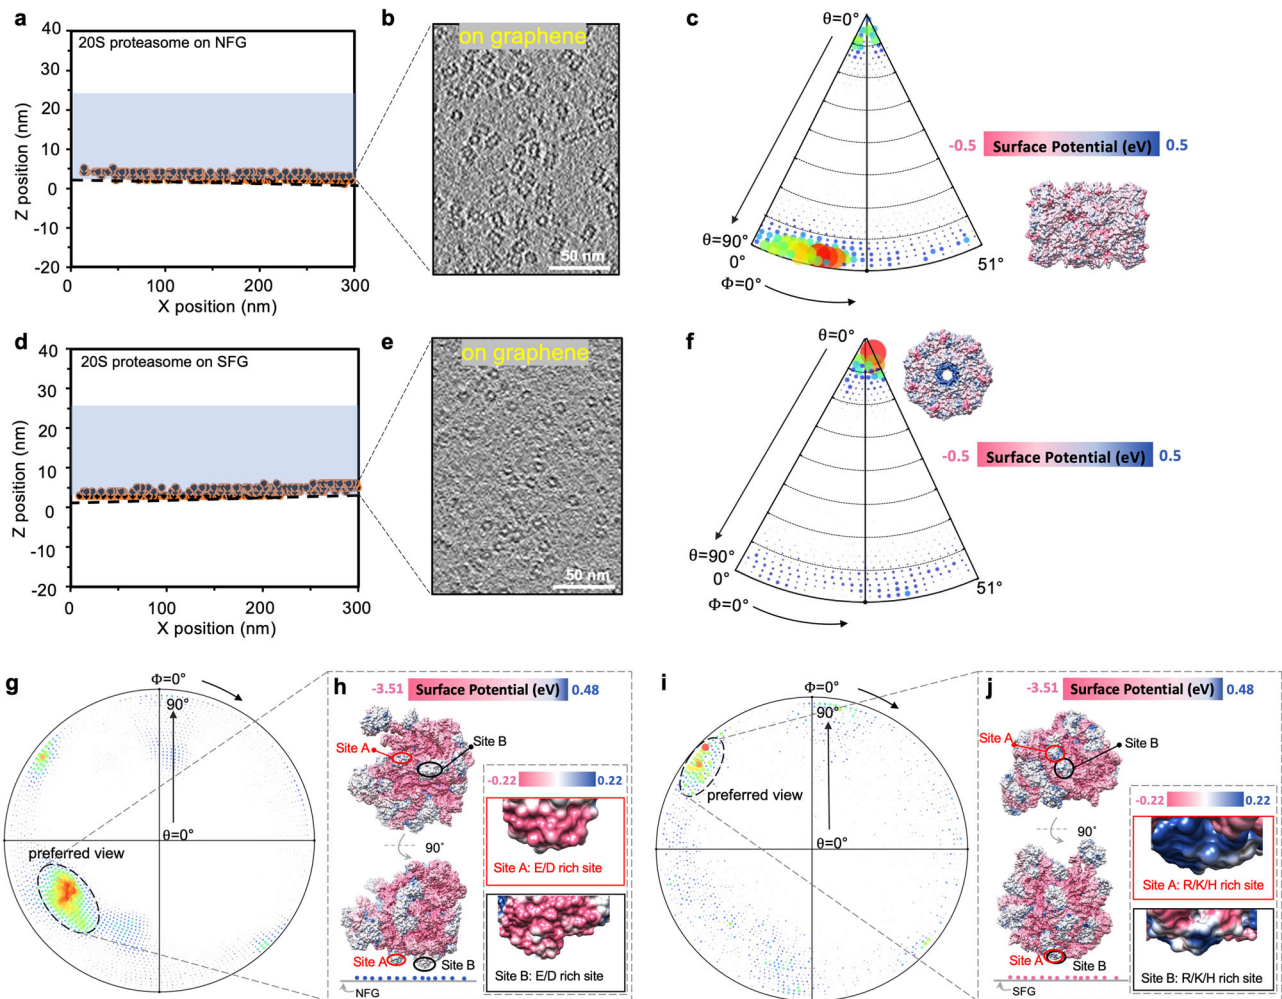 a
40
30
20
10
0
-10
-20
Z position (nm)
20S proteasome on NFG
0
100
200
300
X position (nm)
b
on graphene
50 nm
c
θ=0°
θ=90°
0°
Φ=0°
51°
-0.5
Surface Potential (eV)
0.5
d
40
30
20
10
0
-10
-20
Z position (nm)
20S proteasome on SFG
0
100
200
300
X position (nm)
e
on graphene
50 nm
f
θ=0°
θ=90°
0°
Φ=0°
51°
-0.5
Surface Potential (eV)
0.5
g
Φ=0°
90°
θ=0°
preferred view
h
-3.51
Surface Potential (eV)
0.48
Site A
Site B
-0.22
0.22
Site A: E/D rich site
90°
Site A
Site B
Site B: E/D rich site
NFG
i
Φ=0°
90°
θ=0°
preferred view
j
-3.51
Surface Potential (eV)
0.48
Site A
Site B
-0.22
0.22
Site A: R/K/H rich site
90°
Site A
Site B
Site B: R/K/H rich site
SFG